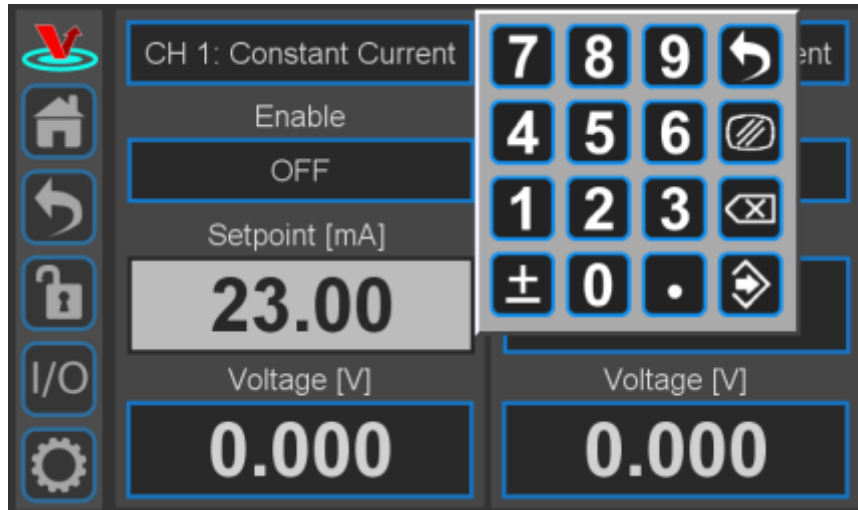 CH 1: Constant Current
ent
Enable
OFF
Setpoint [mA]
23.00
Voltage [V]
0.000
Voltage [V]
0.000
7 8 9
4 5 6
1 2 3
± 0 .
I/O